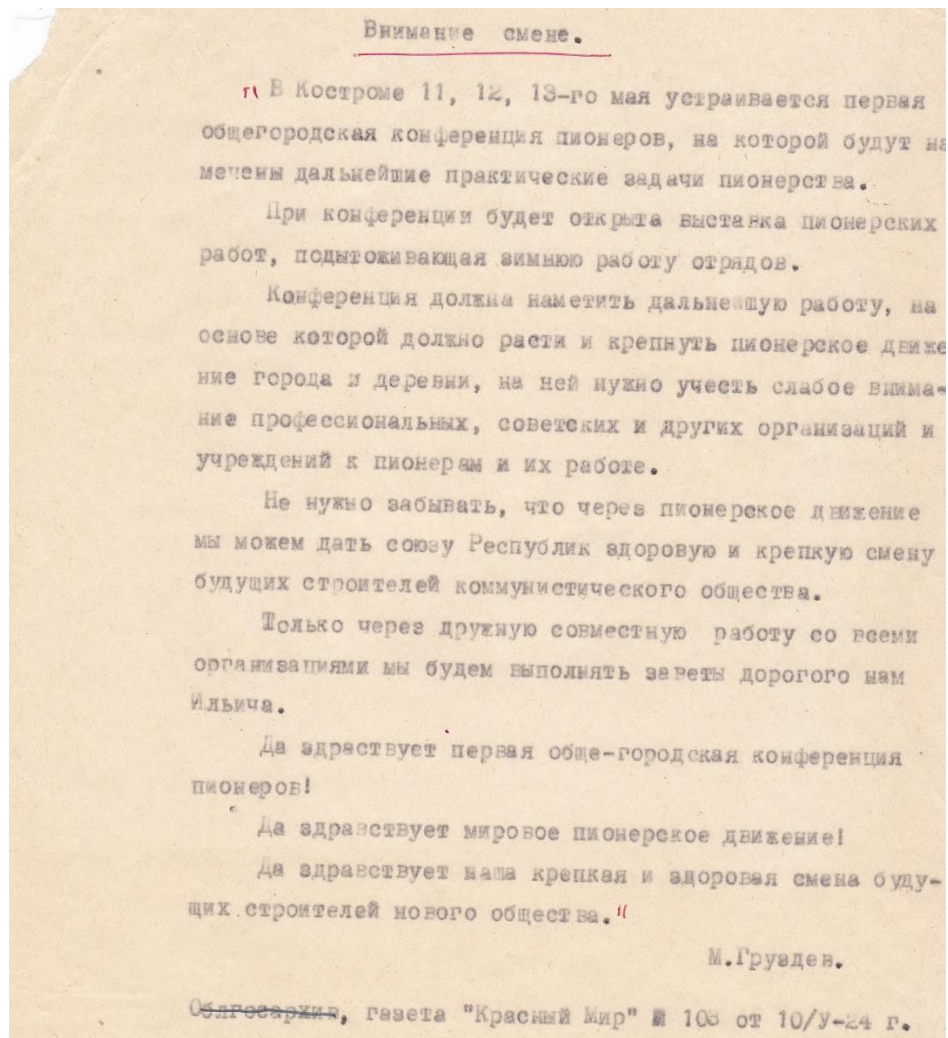 Внимание смене.
"В Костроме 11, 12, 13-го мая устраивается первая
общегородская конференция пионеров, на которой будут на
мечены дальнейшие практические задачи пионерства.
При конференции будет открыта выставка пионерских
работ, подытоживающая зимнюю работу отрядов.
Конференция должна наметить дальнейшую работу, на
основе которой должно расти и крепнуть пионерское движе
ние города и деревни, на ней нужно учесть слабое внима-
ние профессиональных, советских и других организаций и
учреждений к пионерам и их работе.
Не нужно забывать, что через пионерское движение
мы можем дать союзу Республик здоровую и крепкую смену
будущих строителей коммунистического общества.
Только через дружную совместную работу со всеми
организациями мы будем выполнять заветы дорогого нам
Ильича.
Да здраствует первая обще-городская конференция
пионеров!
Да здравствует мировое пионерское движение!
Да здравствует наша крепкая и здоровая смена буду-
щих строителей нового общества."
М.Груздев.
Облгосархив, газета "Красный Мир" № 103 от 10/У-24 г.